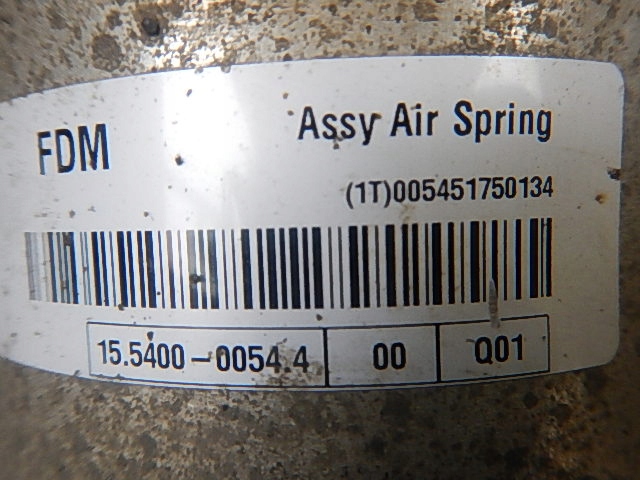 FDM Assy Air Spring
(1T)005451750134
15.5400-0054.4 00 Q01